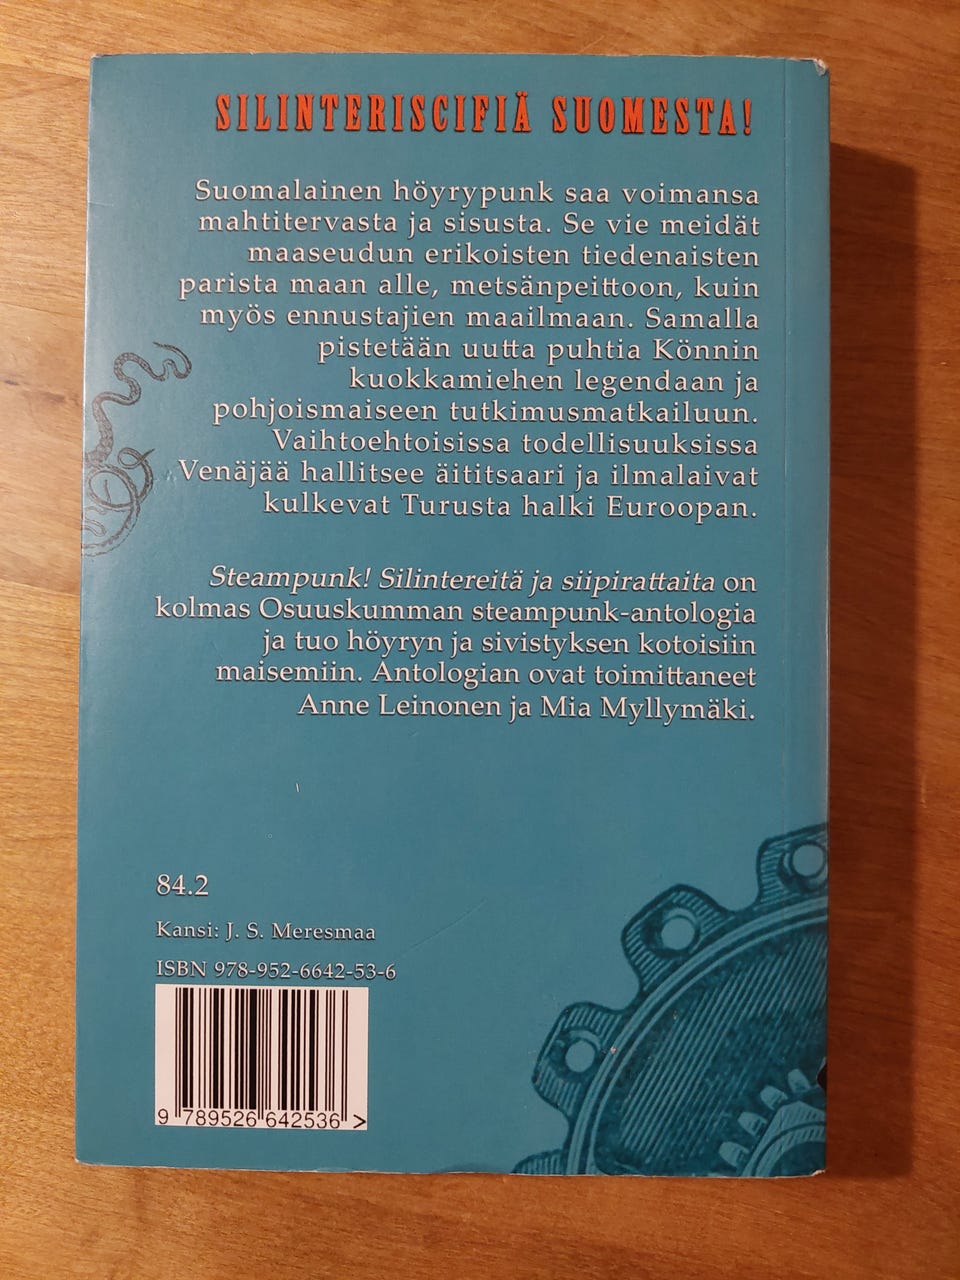 SILINTERISCIFIÄ SUOMESTA!
Suomalainen höyrypunk saa voimansa
mahtitervasta ja sisusta. Se vie meidät
maaseudun erikoisten tiedenaisten
parista maan alle, metsänpeittoon, kuin
myös ennustajien maailmaan. Samalla
pistetään uutta puhtia Könnin
kuokkamiehen legendaan ja
pohjoismaiseen tutkimusmatkailuun.
Vaihtoehtoisissa todellisuuksissa
Venäjää hallitsee äititsaari ja ilmalaivat
kulkevat Turusta halki Euroopan.
Steampunk! Silintereitä ja siipirattaita on
kolmas Osuuskumman steampunk-antologia
ja tuo höyryn ja sivistyksen kotoisiin
maisemiin. Antologian ovat toimittaneet
Anne Leinonen ja Mia Myllymäki.
84.2
Kansi: J. S. Meresmaa
ISBN 978-952-6642-53-6
9 789526 642536 >